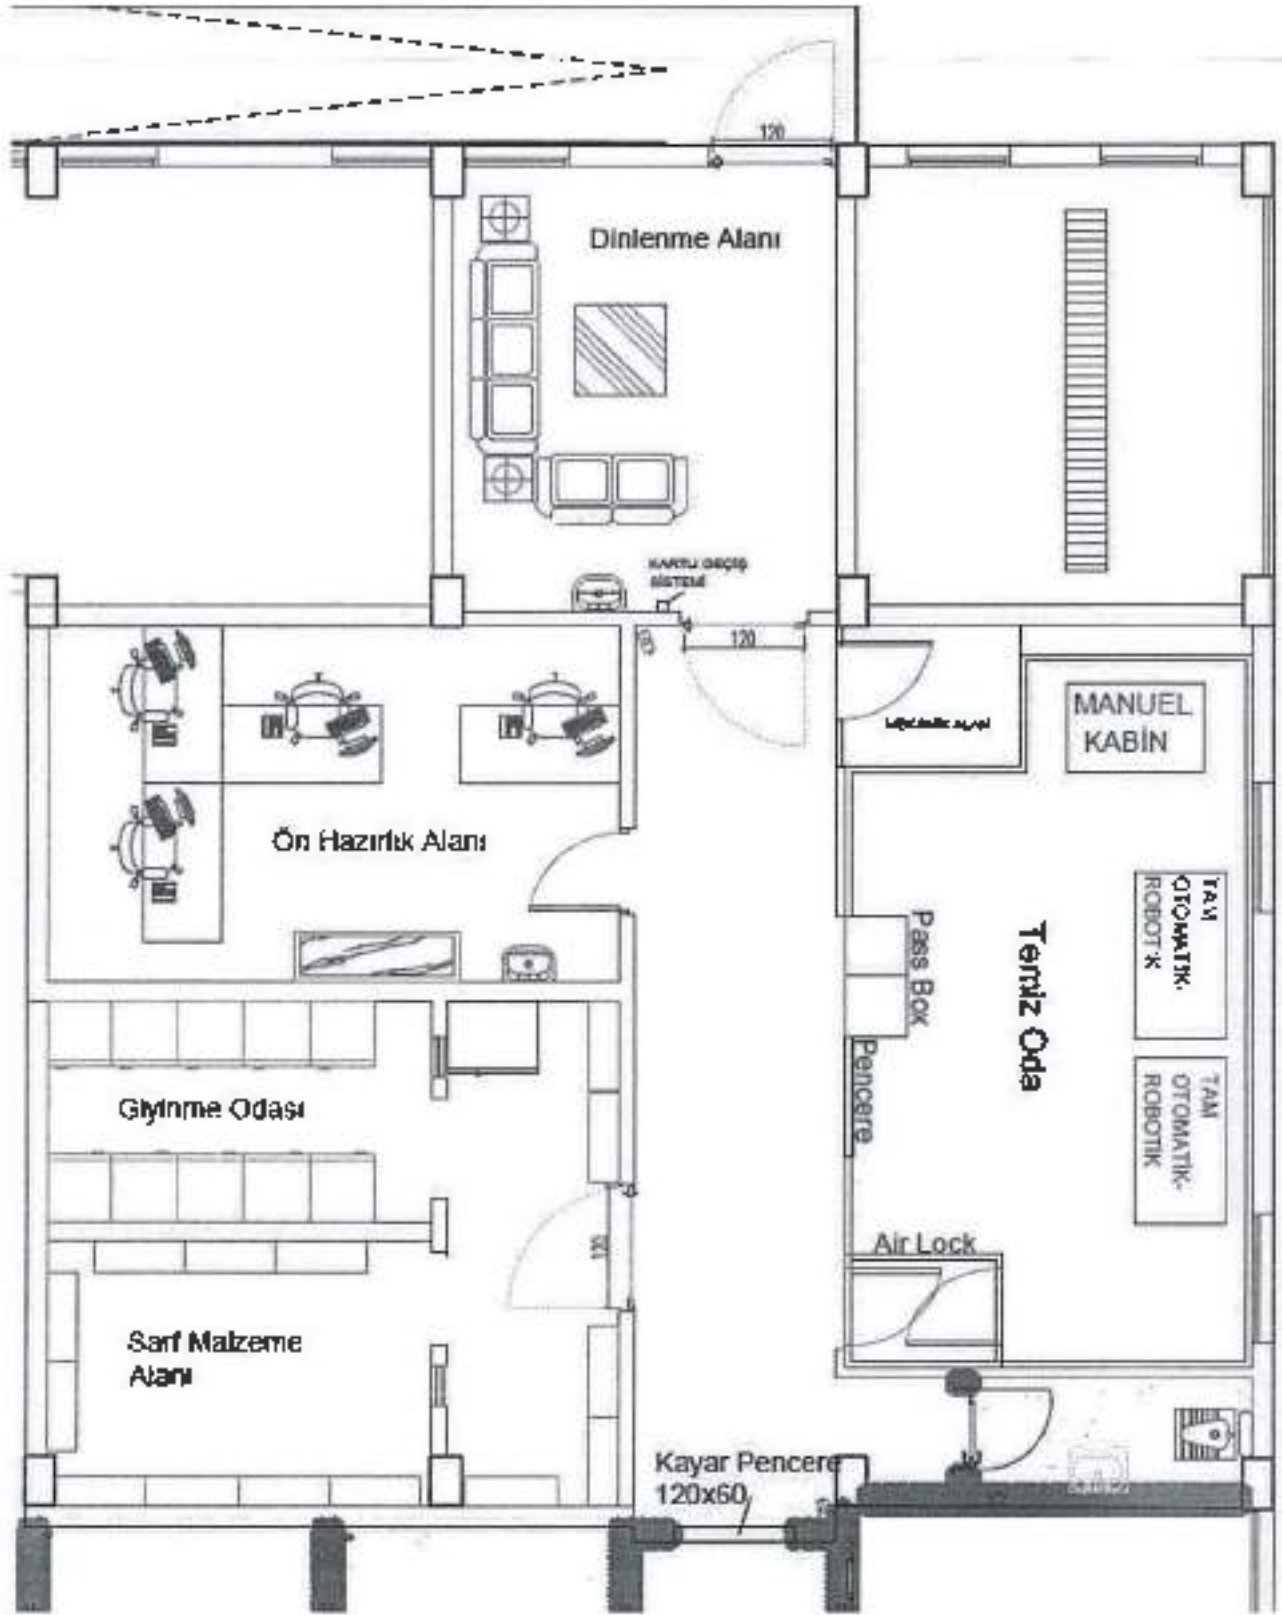 120
Dinlenme Alanı
KARTLI GEÇİŞ
SİSTEMİ
120
MANUEL
KABİN
Ön Hazırlık Alanı
TAM
OTOMATİK-
ROBOTİK
Pass Box
Temiz Oda
Pencere
TAM
OTOMATİK-
ROBOTİK
Giyinme Odası
120
Air Lock
Sarf Malzeme
Alanı
Kayar Pencere
120x60